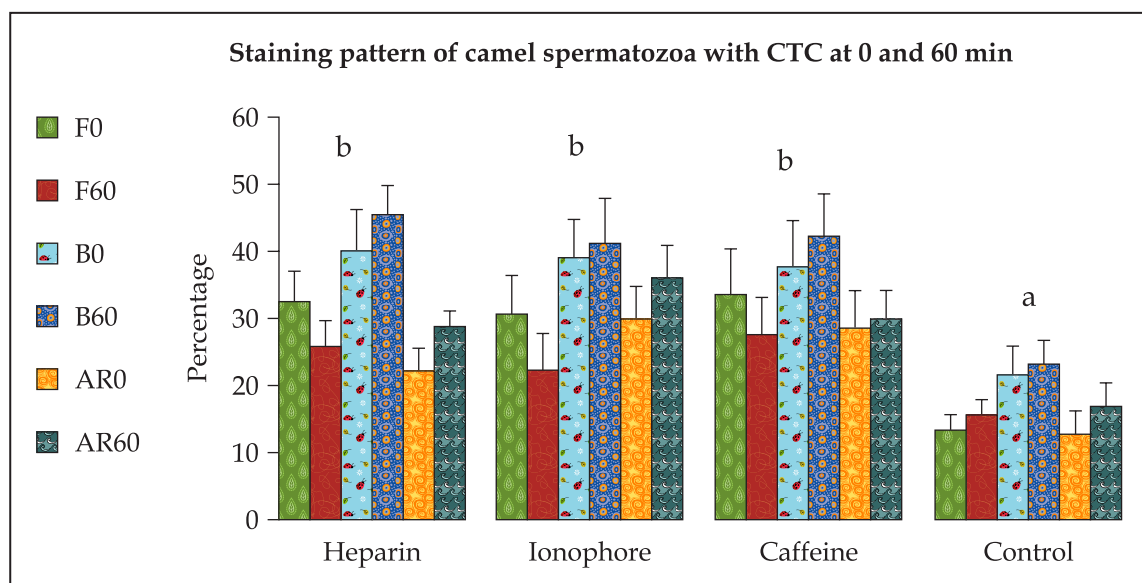 Staining pattern of camel spermatozoa with CTC at 0 and 60 min
F0
F60
B0
B60
AR0
AR60
Percentage
60
50
40
30
20
10
0
b
b
b
a
Heparin
Ionophore
Caffeine
Control